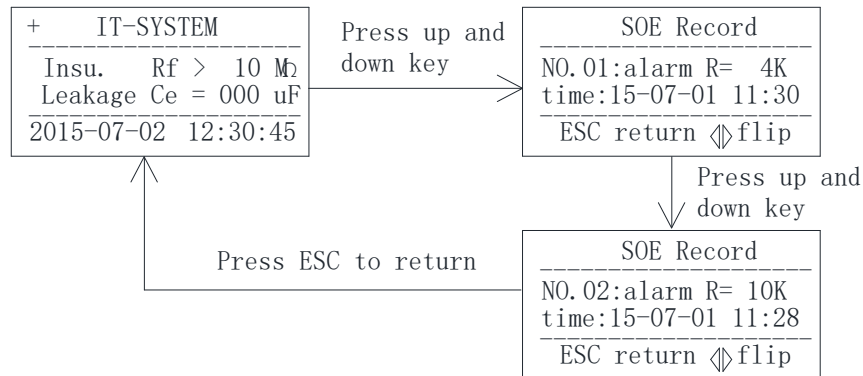 + IT-SYSTEM
Insu. Rf > 10 MΩ
Leakage Ce = 000 uF
2015-07-02 12:30:45
Press up and
down key
SOE Record
NO.01:alarm R= 4K
time:15-07-01 11:30
ESC return flip
Press up and
down key
SOE Record
NO.02:alarm R= 10K
time:15-07-01 11:28
ESC return flip
Press ESC to return